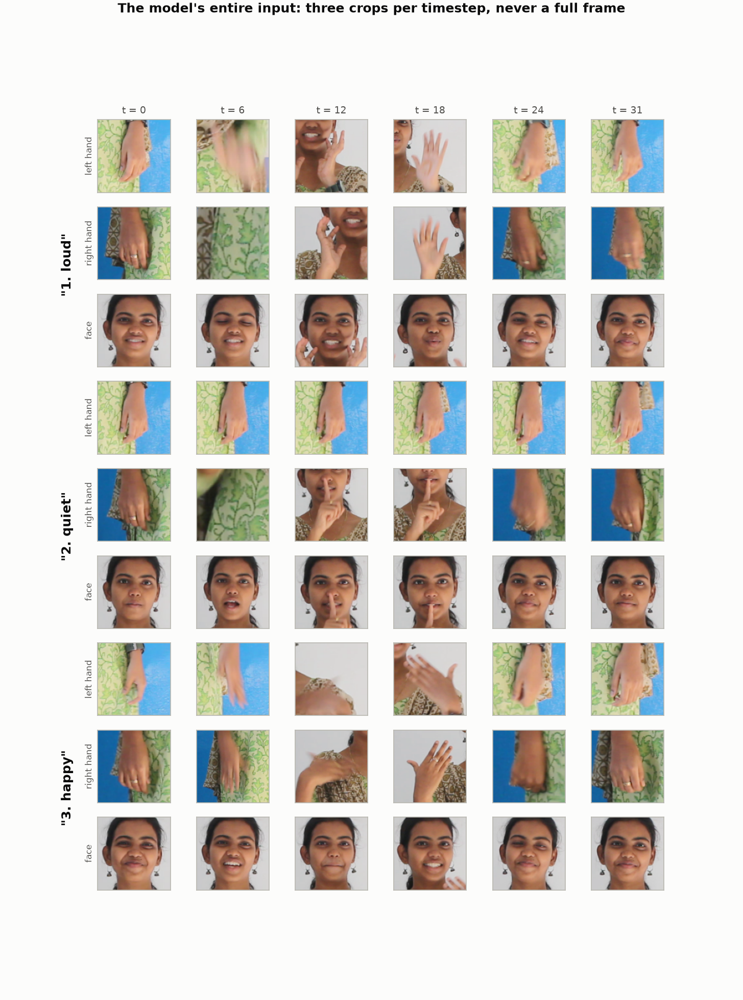 The model's entire input: three crops per timestep, never a full frame
t = 0
t = 6
t = 12
t = 18
t = 24
t = 31
"1. loud"
left hand
right hand
face
"2. quiet"
left hand
right hand
face
"3. happy"
left hand
right hand
face